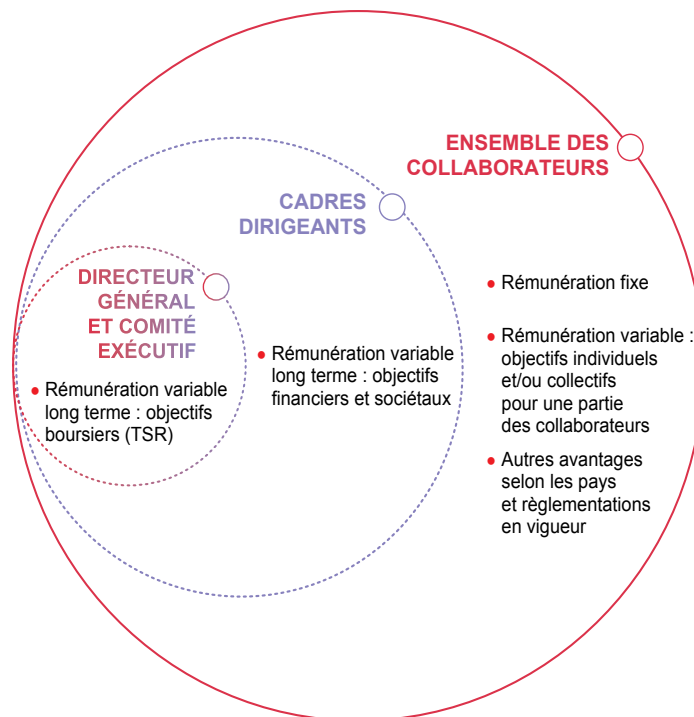 ENSEMBLE DES
COLLABORATEURS
CADRES
DIRIGEANTS
DIRECTEUR
GÉNÉRAL
ET COMITÉ
EXÉCUTIF
• Rémunération variable
long terme : objectifs
boursiers (TSR)
• Rémunération variable
long terme : objectifs
financiers et sociétaux
• Rémunération fixe
• Rémunération variable :
objectifs individuels
et/ou collectifs
pour une partie
des collaborateurs
• Autres avantages
selon les pays
et règlementations
en vigueur